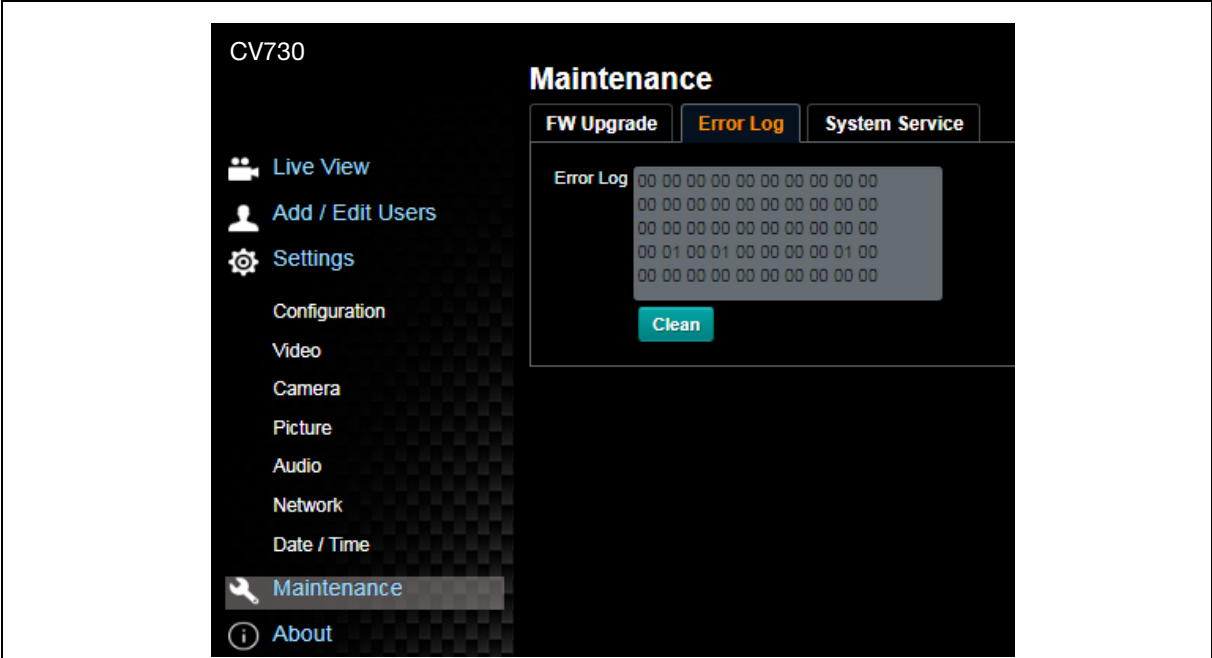 CV730
Maintenance
FW Upgrade Error Log System Service
Live View
Add / Edit Users
Settings
Configuration
Video
Camera
Picture
Audio
Network
Date / Time
Maintenance
About
Error Log
00 00 00 00 00 00 00 00 00 00
00 00 00 00 00 00 00 00 00 00
00 00 00 00 00 00 00 00 00 00
00 01 00 01 00 00 00 00 01 00
00 00 00 00 00 00 00 00 00 00
Clean